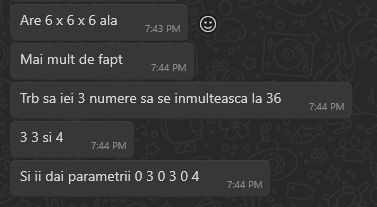 Are 6 x 6 x 6 ala
7:43 PM
Mai mult de fapt
7:44 PM
Trb sa iei 3 numere sa se inmulteasca la 36
7:44 PM
3 3 si 4
7:44 PM
Si ii dai parametrii 0 3 0 3 0 4
7:44 PM